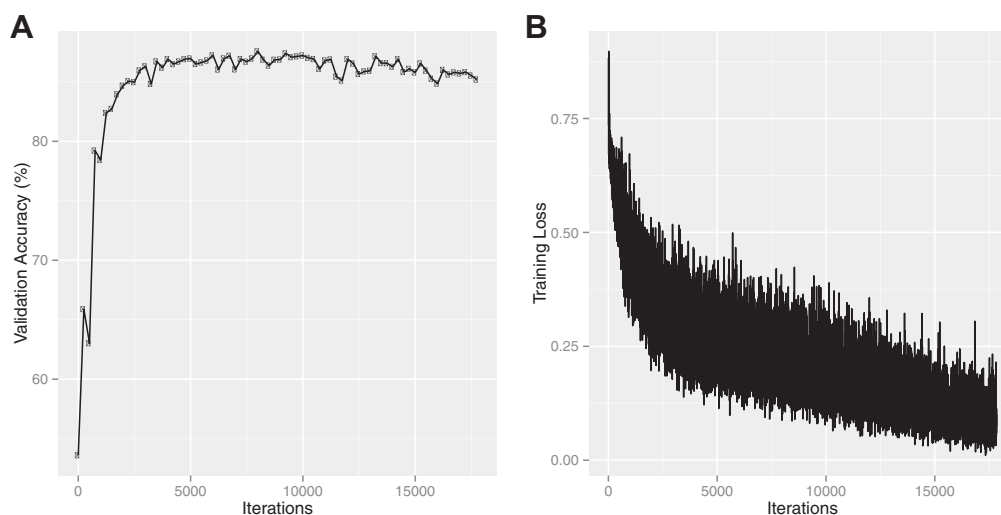 A
B
Validation Accuracy (%)
80
70
60
0
5000
10000
15000
Iterations
Training Loss
0.75
0.50
0.25
0.00
0
5000
10000
15000
Iterations